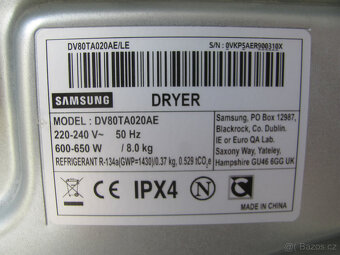 DV80TA020AE/LE
S/N : 0VKP5AER900310X
SAMSUNG
DRYER
MODEL : DV80TA020AE
220-240 V~ 50 Hz
600-650 W / 8.0 kg
REFRIGERANT R-134a(GWP=1430)/0.37 kg, 0.529 tCO₂e
Samsung, PO Box 12987,
Blackrock, Co. Dublin.
IE or Euro QA Lab.
Saxony Way, Yateley,
Hampshire GU46 6GG UK
CE IPX4 N
MADE IN CHINA
Bazoš.cz